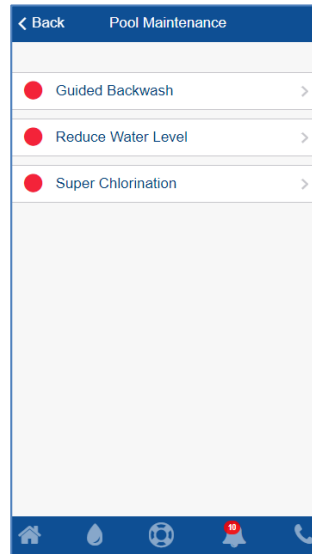 Back Pool Maintenance
Guided Backwash
Reduce Water Level
Super Chlorination
10